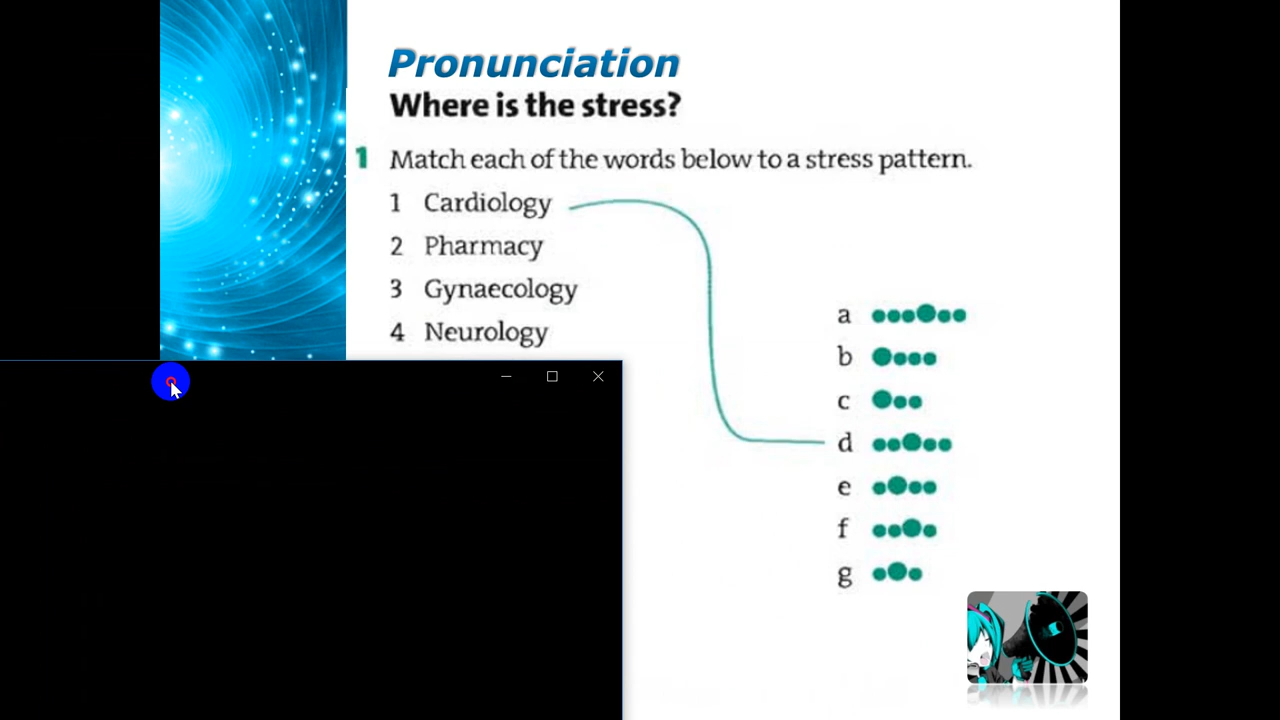 Pronunciation
Where is the stress?
1 Match each of the words below to a stress pattern.
1 Cardiology
2 Pharmacy
3 Gynaecology
4 Neurology
a
b
c
d
e
f
g